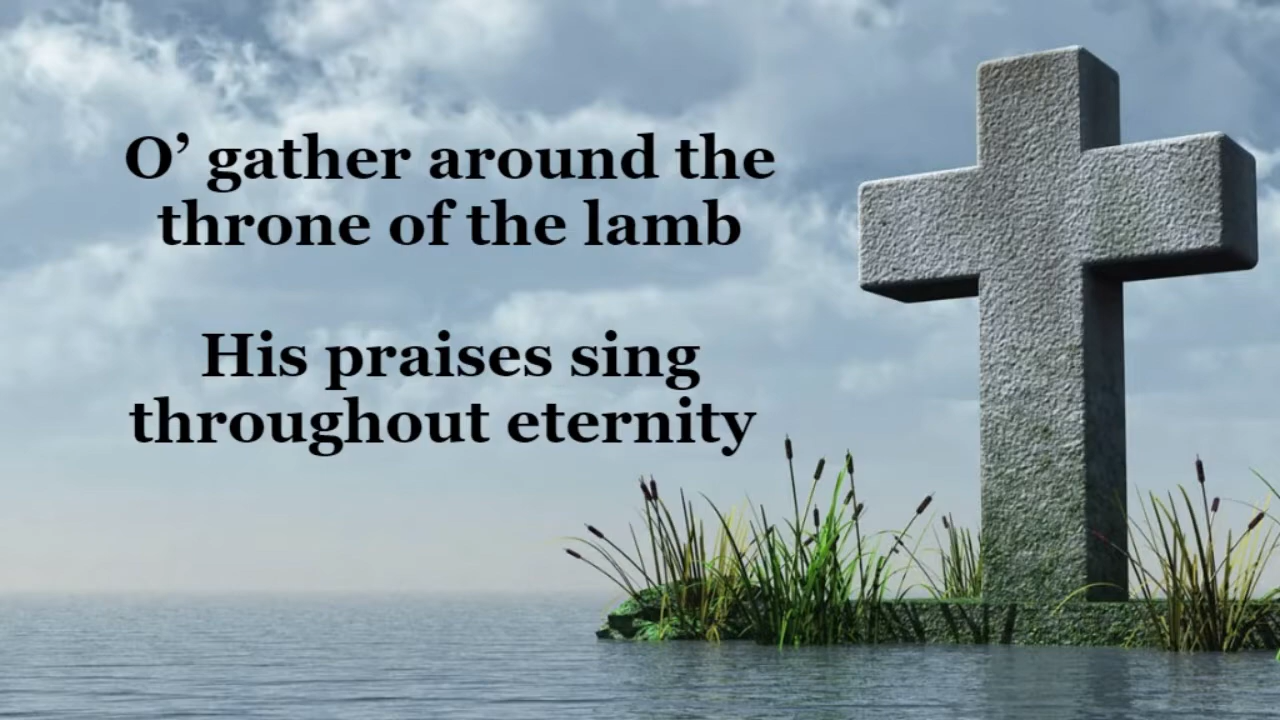 O’ gather around the
throne of the lamb
His praises sing
throughout eternity